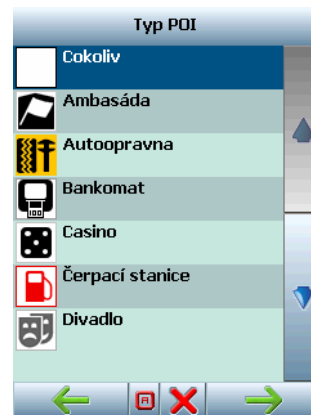 Typ POI
Cokoliv
Ambasáda
Autoopravna
Bankomat
Casino
Čerpací stanice
Divadlo